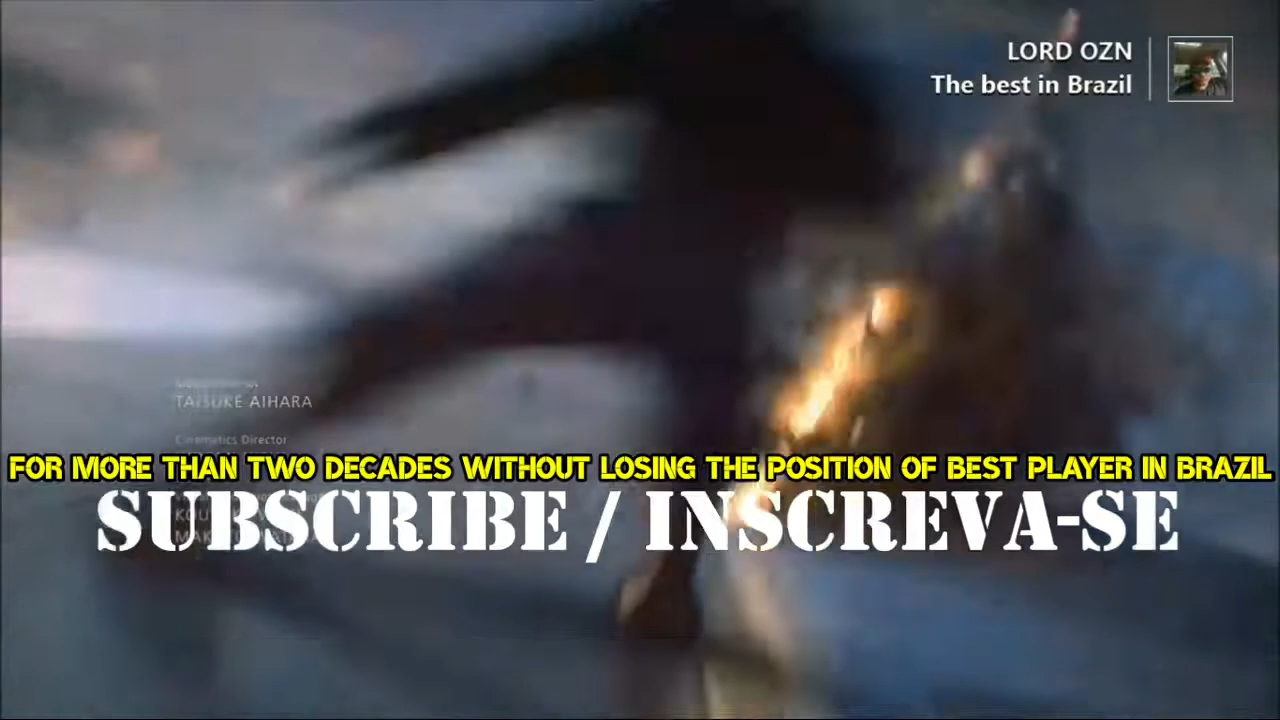 LORD OZN
The best in Brazil
TAISUKE AIHARA
Cinematics Director
FOR MORE THAN TWO DECADES WITHOUT LOSING THE POSITION OF BEST PLAYER IN BRAZIL
SUBSCRIBE / INSCREVA-SE